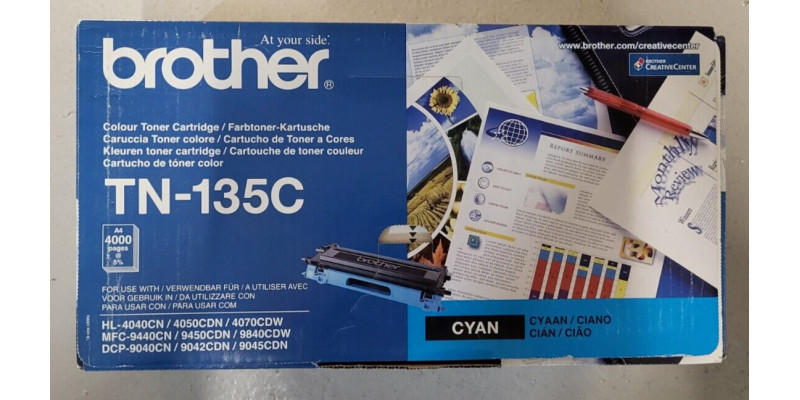 At your side.
brother®
Colour Toner Cartridge / Farbtoner-Kartusche
Caruccia Toner colore / Cartucho de Toner a Cores
Kleuren toner cartridge / Cartouche de toner couleur
Cartucho de tóner color
TN-135C
A4
4000
pages
5%
FOR USE WITH / VERWENDBAR FÜR / A UTILISER AVEC
VOOR GEBRUIK IN / DA UTILIZZARE CON
PARA USAR CON / PARA USAR COM
HL-4040CN / 4050CDN / 4070CDW
MFC-9440CN / 9450CDN / 9840CDW
DCP-9040CN / 9042CDN / 9045CDN
brother
www.brother.com/creativecenter
BROTHER
CREATIVECENTER
REPORT SUMMARY
Monthly
Review
CYAN
CYAAN / CIANO
CIÁN / CIÃO